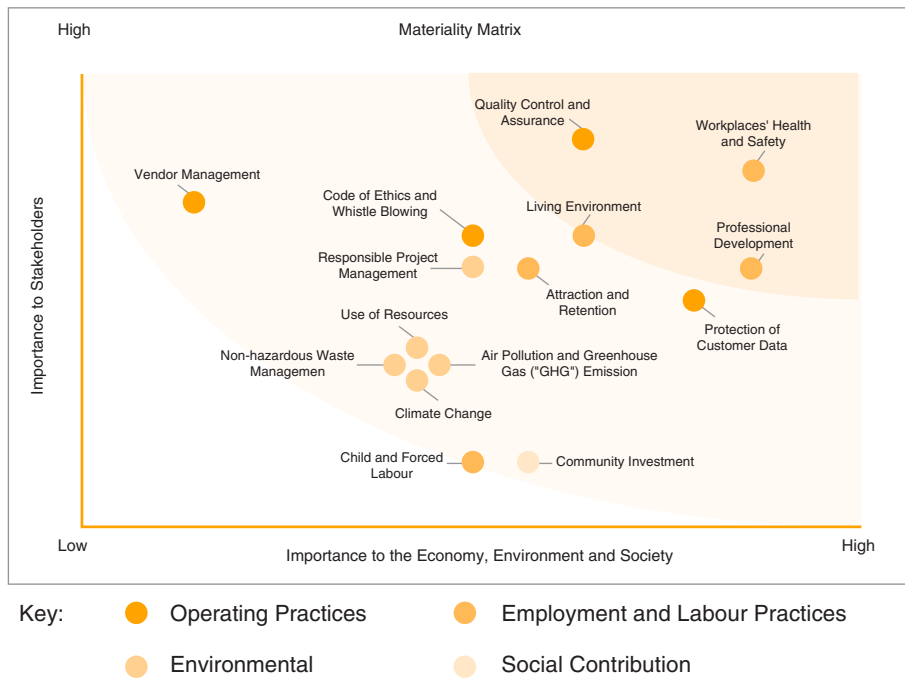 High
Materiality Matrix
Quality Control and
Assurance
Workplaces' Health
and Safety
Vendor Management
Code of Ethics and
Whistle Blowing
Living Environment
Professional
Development
Responsible Project
Management
Attraction and
Retention
Protection of
Customer Data
Use of Resources
Non-hazardous Waste
Managemen
Air Pollution and Greenhouse
Gas ("GHG") Emission
Climate Change
Child and Forced
Labour
Community Investment
Importance to Stakeholders
Low
Importance to the Economy, Environment and Society
High
Key:
Operating Practices
Employment and Labour Practices
Environmental
Social Contribution